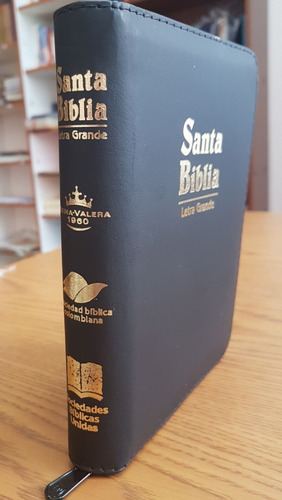 Santa
Biblia
Letra Grande
REINA-VALERA
1960
Sociedad bíblica
colombiana
Sociedades
Bíblicas
Unidas
Santa
Biblia
Letra Grande